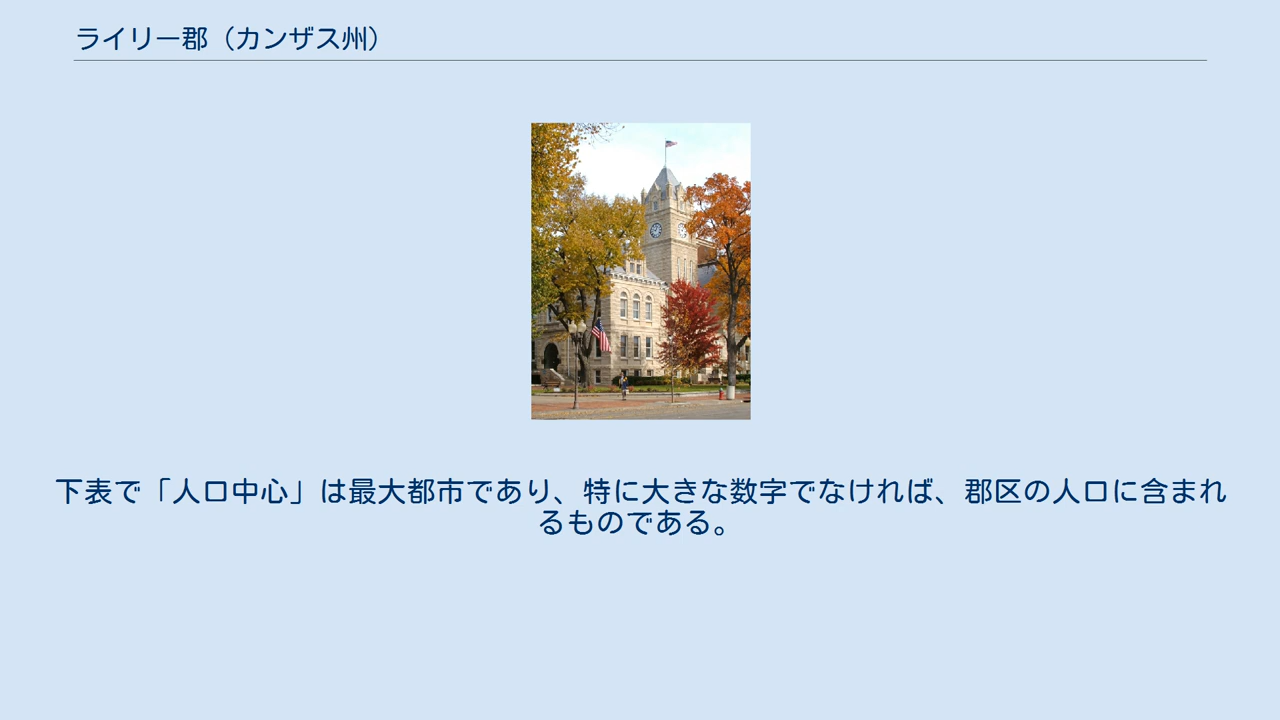 ライリー郡（カンザス州）
下表で「人口中心」は最大都市であり、特に大きな数字でなければ、郡区の人口に含まれ
るものである。